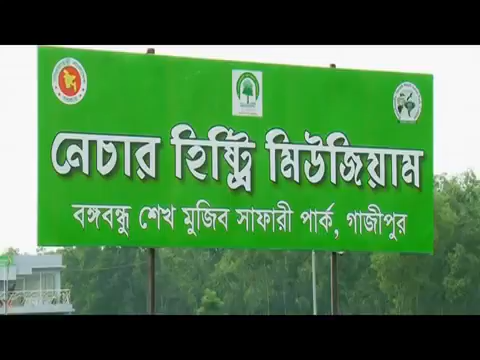 নেচার হিষ্ট্রি মিউজিয়াম
বঙ্গবন্ধু শেখ মুজিব সাফারী পার্ক, গাজীপুর